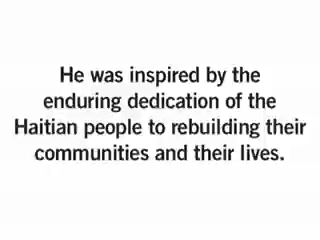 He was inspired by the
enduring dedication of the
Haitian people to rebuilding their
communities and their lives.